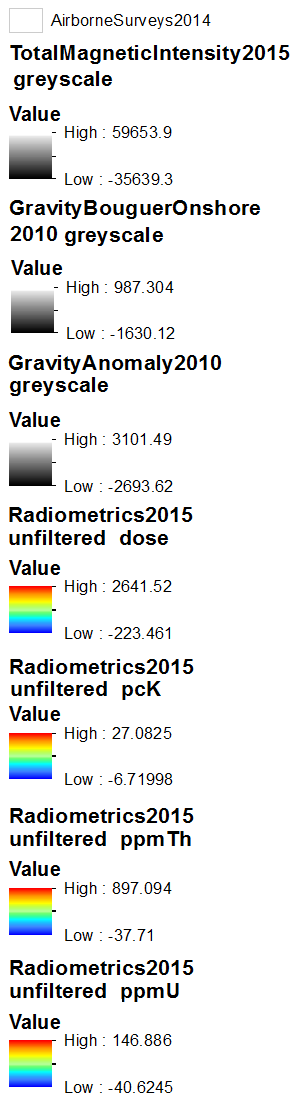 AirborneSurveys2014
TotalMagneticIntensity2015
greyscale
Value
High : 59653.9
Low : -35639.3
GravityBouguerOnshore
2010 greyscale
Value
High : 987.304
Low : -1630.12
GravityAnomaly2010
greyscale
Value
High : 3101.49
Low : -2693.62
Radiometrics2015
unfiltered dose
Value
High : 2641.52
Low : -223.461
Radiometrics2015
unfiltered pcK
Value
High : 27.0825
Low : -6.71998
Radiometrics2015
unfiltered ppmTh
Value
High : 897.094
Low : -37.71
Radiometrics2015
unfiltered ppmU
Value
High : 146.886
Low : -40.6245